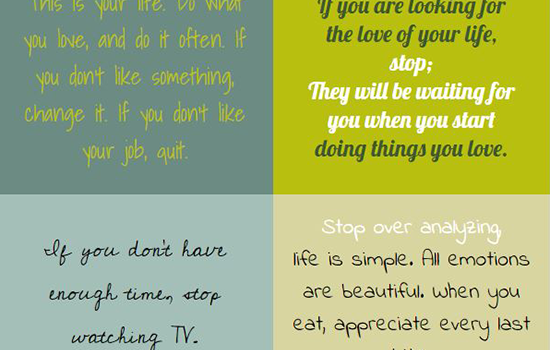 This is your life. Do what
you love, and do it often. If
you don't like something,
change it. If you don't like
your job, quit.
If you are looking for
the love of your life,
stop;
They will be waiting for
you when you start
doing things you love.
If you don't have
enough time, stop
watching TV.
Stop over analyzing,
life is simple. All emotions
are beautiful. When you
eat, appreciate every last